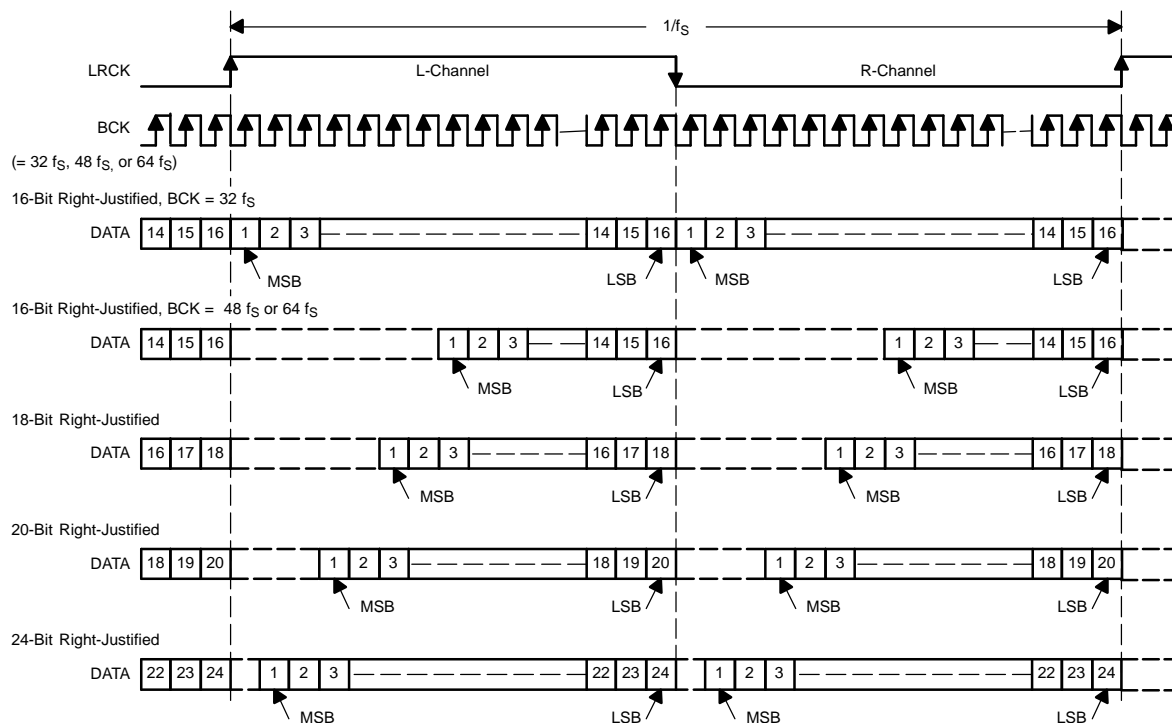 1/fS
LRCK L-Channel R-Channel
BCK
(= 32 fS, 48 fS, or 64 fS)
16-Bit Right-Justified, BCK = 32 fS
DATA 14 15 16 1 2 3 14 15 16 1 2 3 14 15 16
MSB LSB MSB LSB
16-Bit Right-Justified, BCK = 48 fS or 64 fS
DATA 14 15 16 1 2 3 14 15 16 1 2 3 14 15 16
MSB LSB MSB LSB
18-Bit Right-Justified
DATA 16 17 18 1 2 3 16 17 18 1 2 3 16 17 18
MSB LSB MSB LSB
20-Bit Right-Justified
DATA 18 19 20 1 2 3 18 19 20 1 2 3 18 19 20
MSB LSB MSB LSB
24-Bit Right-Justified
DATA 22 23 24 1 2 3 22 23 24 1 2 3 22 23 24
MSB LSB MSB LSB